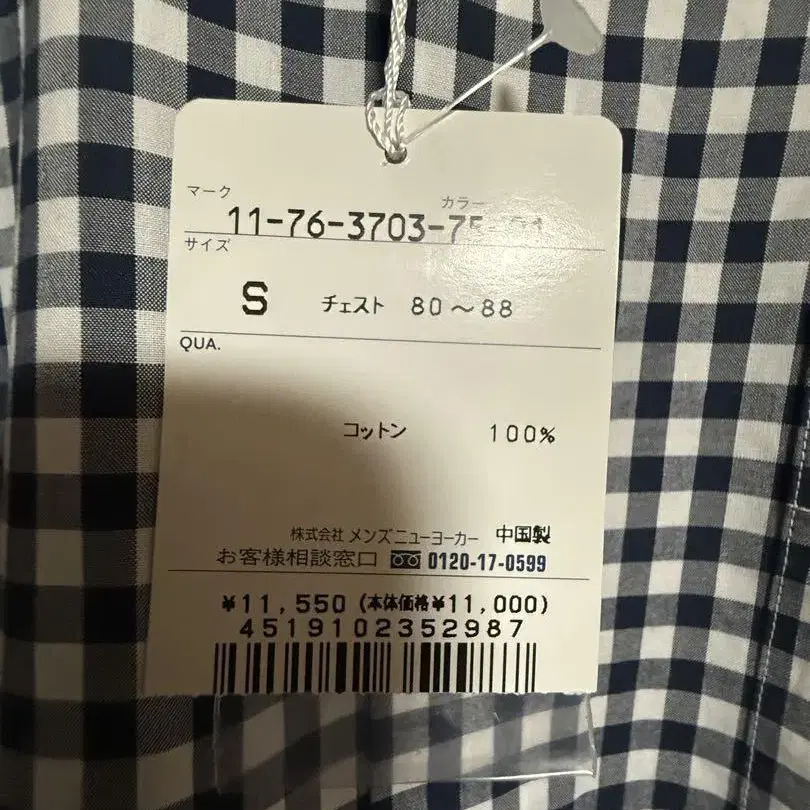 マーク カラー
11-76-3703-75
サイズ
S チェスト 80～88
QUA.
コットン 100%
株式会社 メンズニューヨーカー 中国製
お客様相談窓口 0120-17-0599
¥11,550 (本体価格¥11,000)
4519102352987